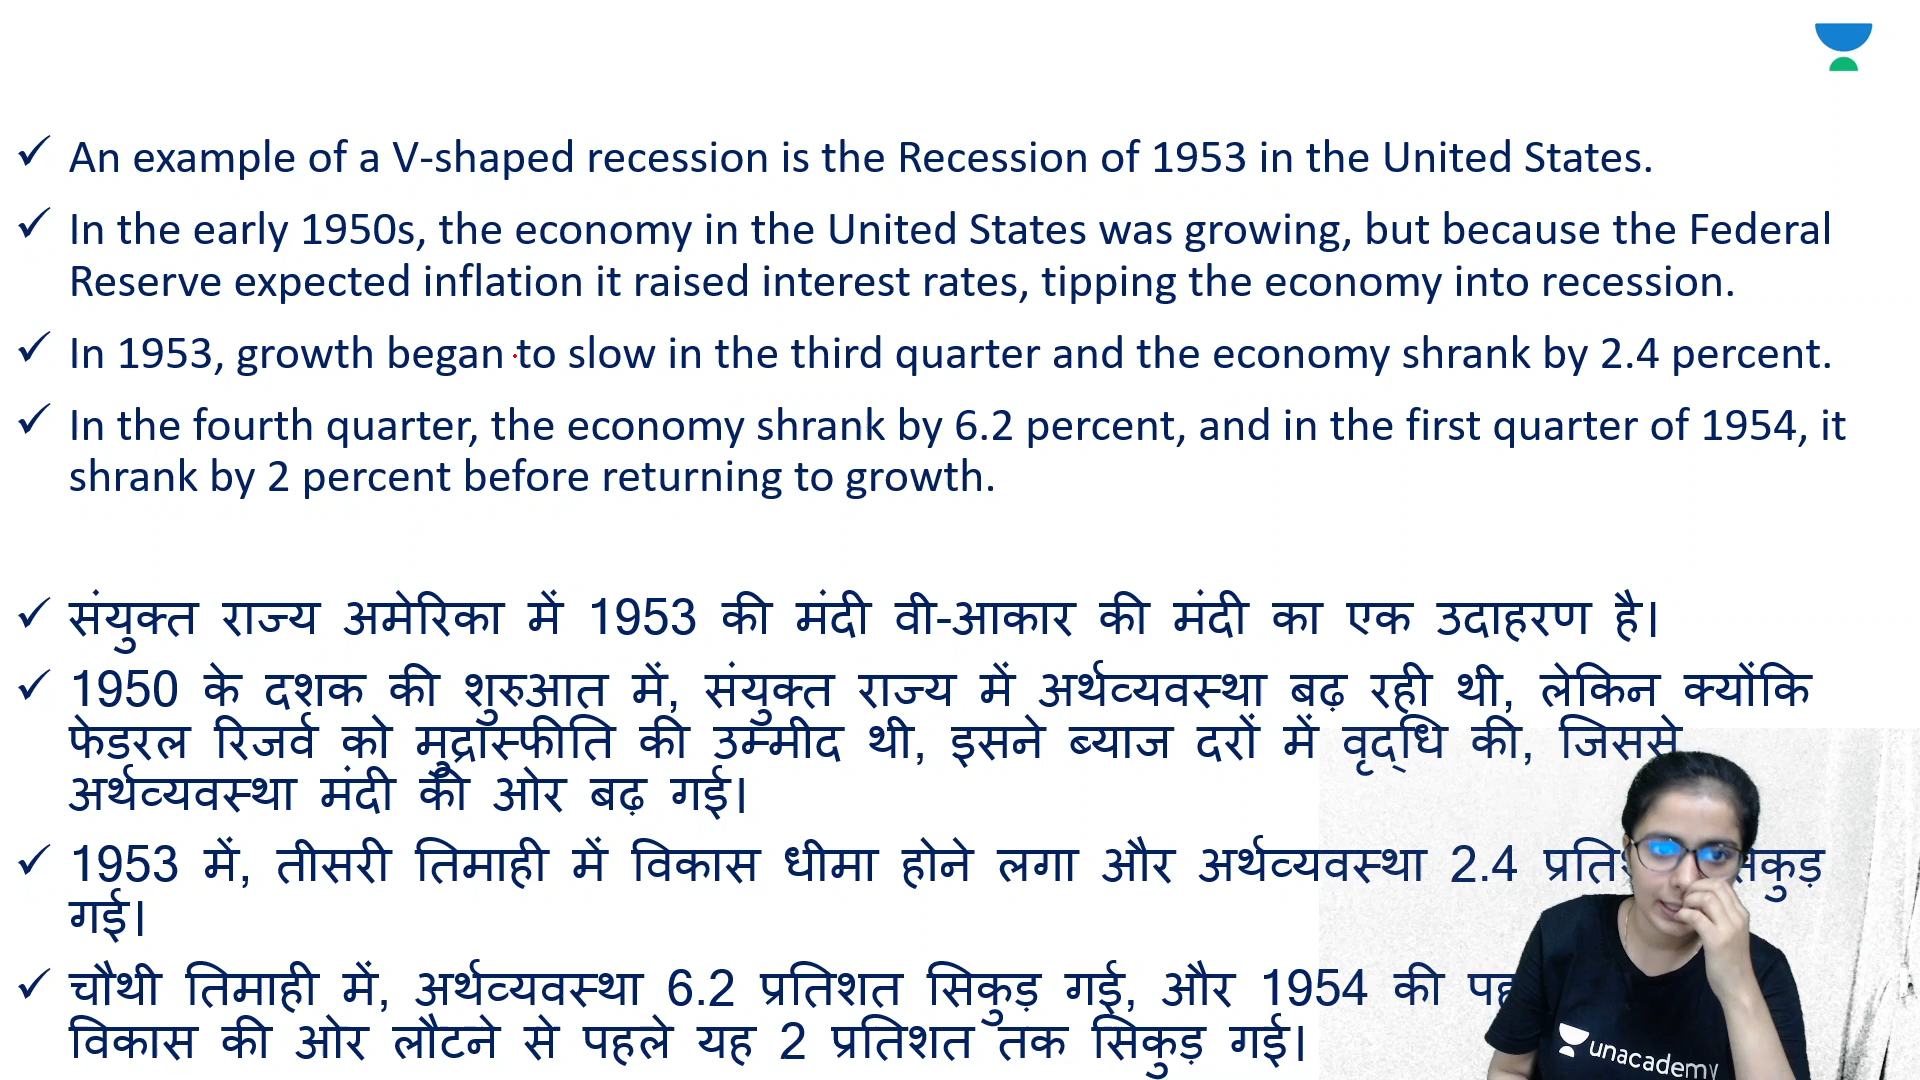 ✓ An example of a V-shaped recession is the Recession of 1953 in the United States.
✓ In the early 1950s, the economy in the United States was growing, but because the Federal
Reserve expected inflation it raised interest rates, tipping the economy into recession.
✓ In 1953, growth began to slow in the third quarter and the economy shrank by 2.4 percent.
✓ In the fourth quarter, the economy shrank by 6.2 percent, and in the first quarter of 1954, it
shrank by 2 percent before returning to growth.
✓ संयुक्त राज्य अमेरिका में 1953 की मंदी वी-आकार की मंदी का एक उदाहरण है।
✓ 1950 के दशक की शुरुआत में, संयुक्त राज्य में अर्थव्यवस्था बढ़ रही थी, लेकिन क्योंकि
फेडरल रिजर्व को मुद्रास्फीति की उम्मीद थी, इसने ब्याज दरों में वृद्धि की, जिससे
अर्थव्यवस्था मंदी की ओर बढ़ गई।
✓ 1953 में, तीसरी तिमाही में विकास धीमा होने लगा और अर्थव्यवस्था 2.4
गई।
✓ चौथी तिमाही में, अर्थव्यवस्था 6.2 प्रतिशत सिकुड़ गई, और 1954 की
विकास की ओर लौटने से पहले यह 2 प्रतिशत तक सिकुड़ गई।
unacademy